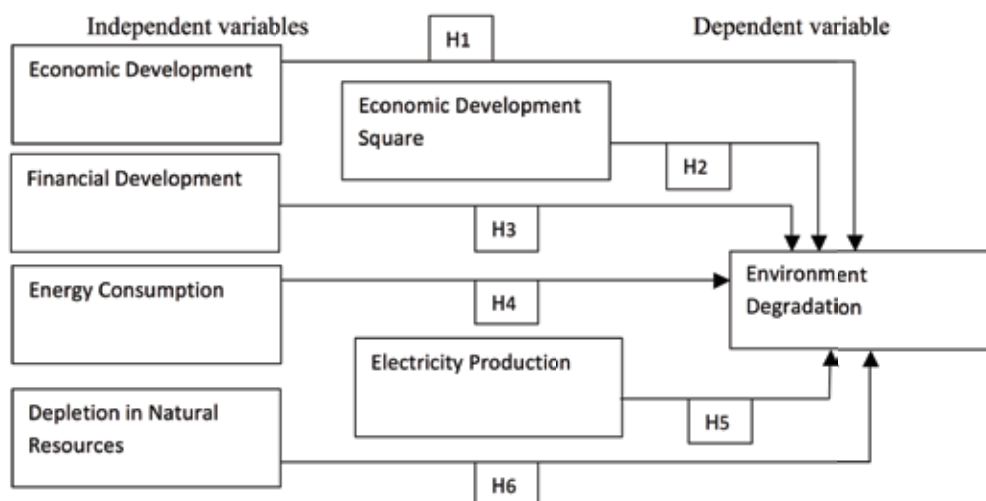 Independent variables
Dependent variable
H1
Economic Development
Economic Development
Square
H2
Financial Development
H3
Energy Consumption
H4
Environment
Degradation
Electricity Production
H5
Depletion in Natural
Resources
H6